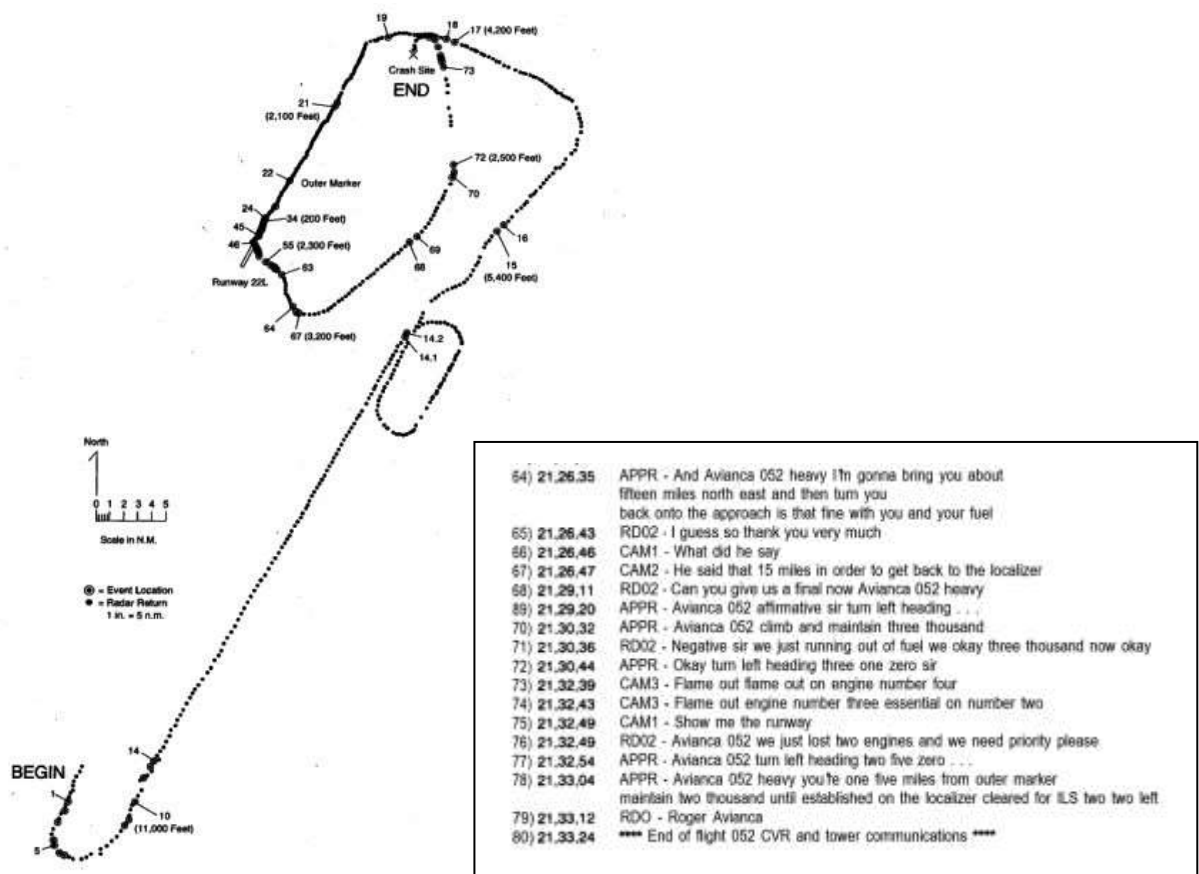 19
18
17 (4,200 Feet)
Crash Site
END
73
21
(2,100 Feet)
72 (2,500 Feet)
22
Outer Marker
70
24
34 (200 Feet)
45
16
46
55 (2,300 Feet)
69
68
15
(5,400 Feet)
63
Runway 22L
64
67 (3,200 Feet)
14.2
14.1
North
0 1 2 3 4 5
Scale in N.M.
= Event Location
= Radar Return
1 in. = 5 n.m.
14
BEGIN
1
10
(11,000 Feet)
5
64) 21,26,35 APPR - And Avianca 052 heavy I'm gonna bring you about
fifteen miles north east and then turn you
back onto the approach is that fine with you and your fuel
65) 21,26,43 RD02 - I guess so thank you very much
66) 21,26,46 CAM1 - What did he say
67) 21,26,47 CAM2 - He said that 15 miles in order to get back to the localizer
68) 21,29,11 RD02 - Can you give us a final now Avianca 052 heavy
89) 21,29,20 APPR - Avianca 052 affirmative sir turn left heading . . .
70) 21,30,32 APPR - Avianca 052 climb and maintain three thousand
71) 21,30,36 RD02 - Negative sir we just running out of fuel we okay three thousand now okay
72) 21,30,44 APPR - Okay turn left heading three one zero sir
73) 21,32,39 CAM3 - Flame out flame out on engine number four
74) 21,32,43 CAM3 - Flame out engine number three essential on number two
75) 21,32,49 CAM1 - Show me the runway
76) 21,32,49 RD02 - Avianca 052 we just lost two engines and we need priority please
77) 21,32,54 APPR - Avianca 052 turn left heading two five zero . . .
78) 21,33,04 APPR - Avianca 052 heavy you're one five miles from outer marker
maintain two thousand until established on the localizer cleared for ILS two two left
79) 21,33,12 RDO - Roger Avianca
80) 21,33,24 **** End of flight 052 CVR and tower communications ****